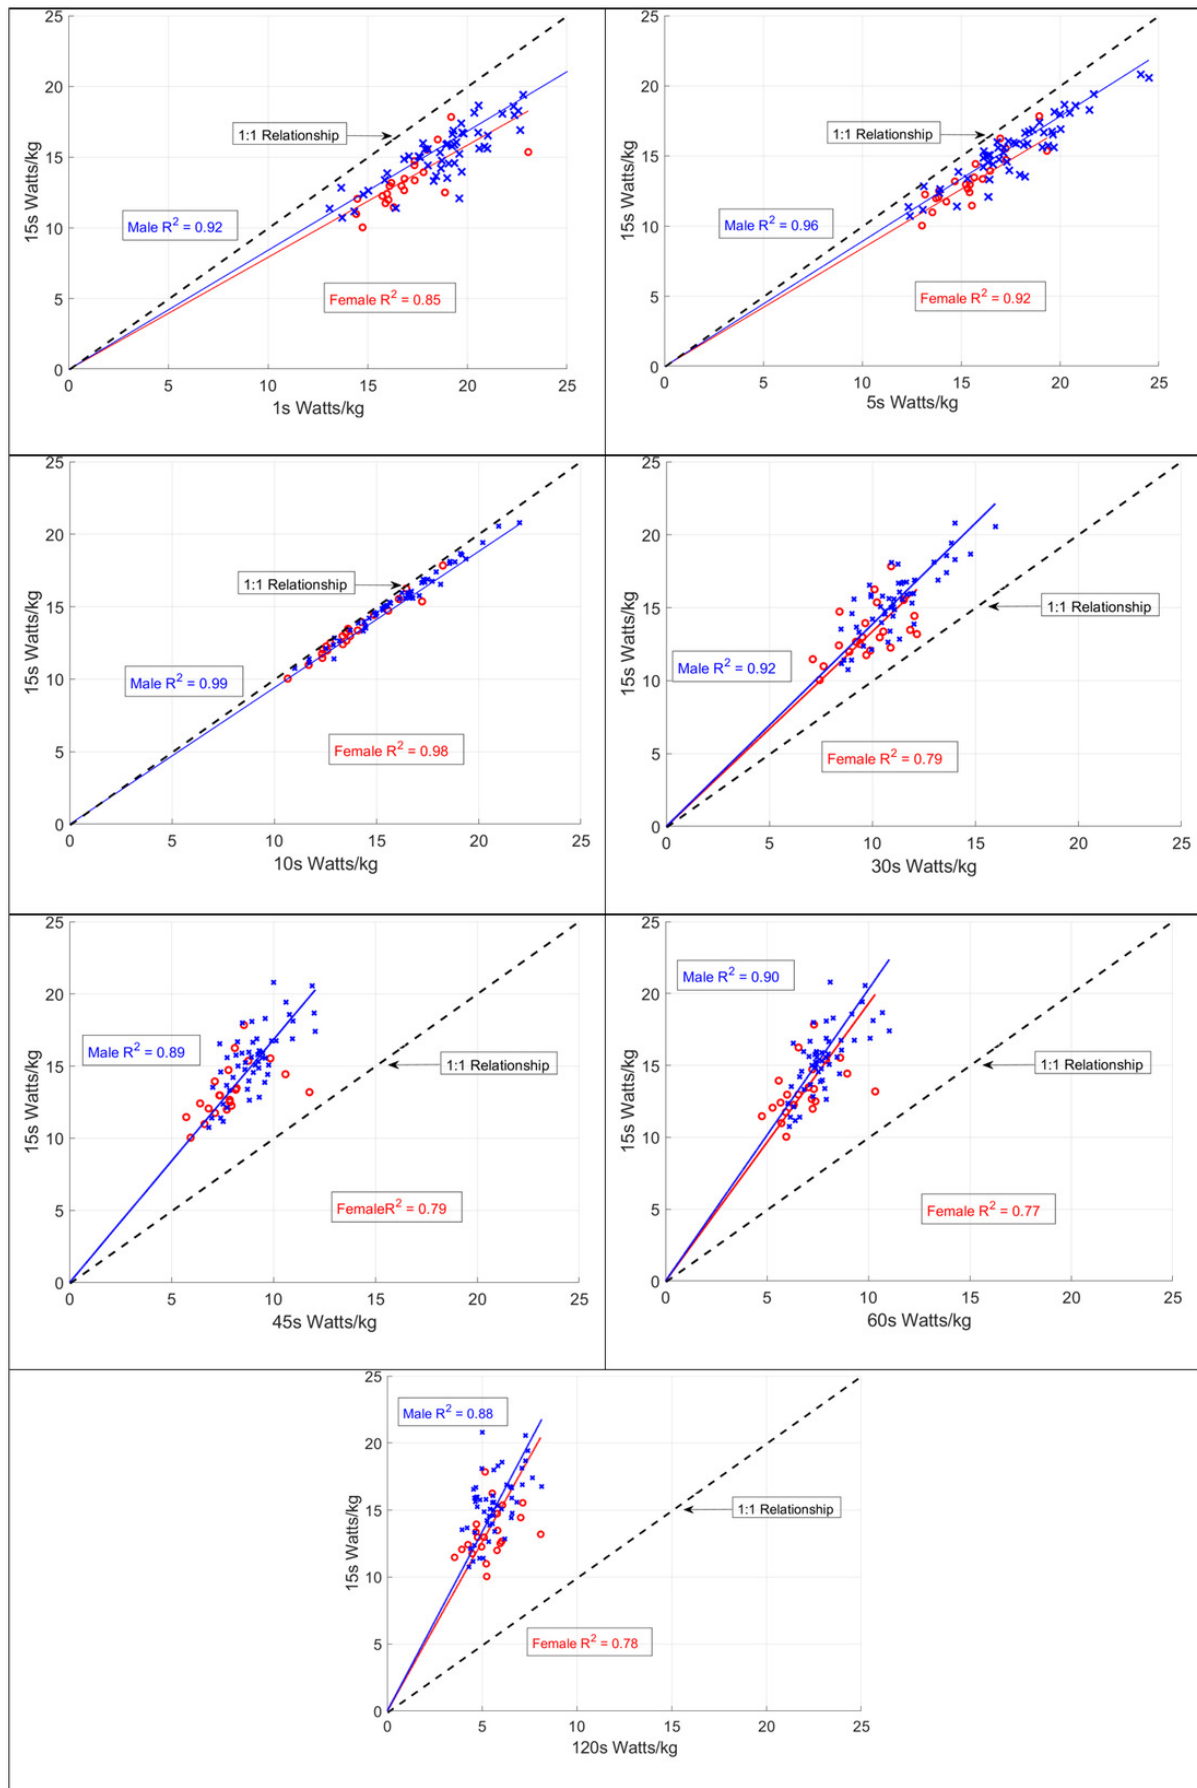 25
20
15
10
5
0
15s Watts/kg
1:1 Relationship
Male R² = 0.92
Female R² = 0.85
0 5 10 15 20 25
1s Watts/kg
25
20
15
10
5
0
15s Watts/kg
1:1 Relationship
Male R² = 0.96
Female R² = 0.92
0 5 10 15 20 25
5s Watts/kg
25
20
15
10
5
0
15s Watts/kg
1:1 Relationship
Male R² = 0.99
Female R² = 0.98
0 5 10 15 20 25
10s Watts/kg
25
20
15
10
5
0
15s Watts/kg
1:1 Relationship
Male R² = 0.92
Female R² = 0.79
0 5 10 15 20 25
30s Watts/kg
25
20
15
10
5
0
15s Watts/kg
Male R² = 0.89
1:1 Relationship
FemaleR² = 0.79
0 5 10 15 20 25
45s Watts/kg
25
20
15
10
5
0
15s Watts/kg
Male R² = 0.90
1:1 Relationship
Female R² = 0.77
0 5 10 15 20 25
60s Watts/kg
25
20
15
10
5
0
15s Watts/kg
Male R² = 0.88
1:1 Relationship
Female R² = 0.78
0 5 10 15 20 25
120s Watts/kg